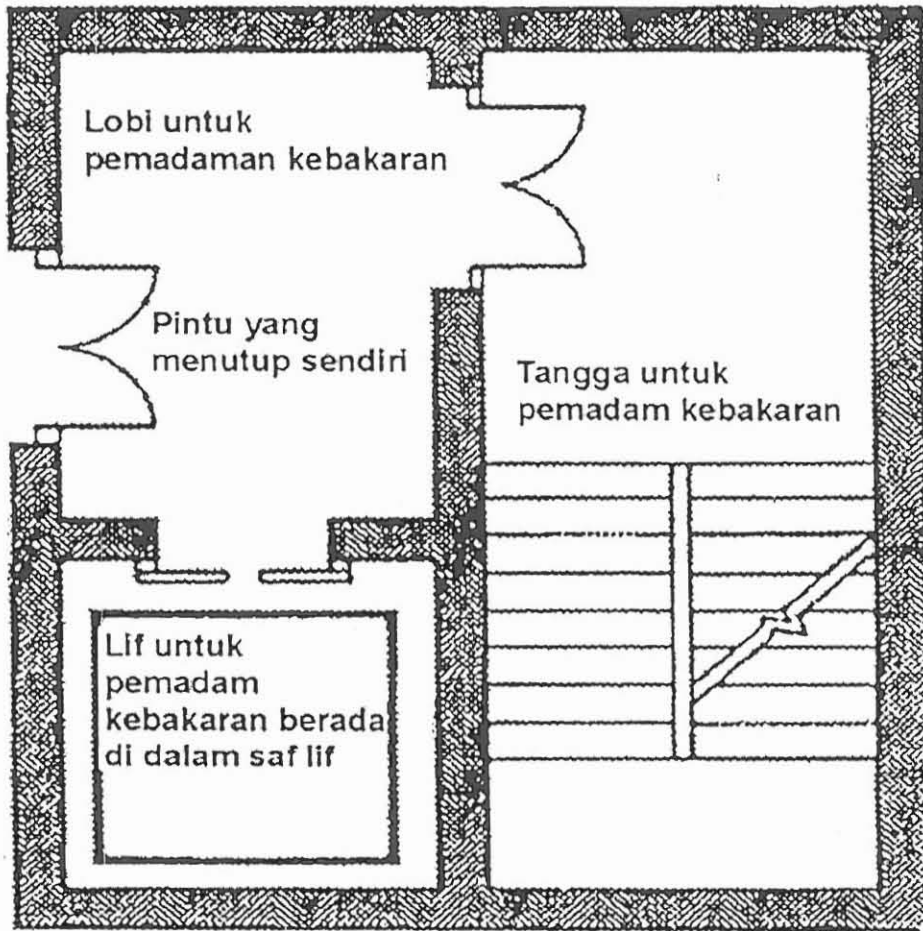 Lobi untuk
pemadaman kebakaran
Pintu yang
menutup sendiri
Tangga untuk
pemadam kebakaran
Lif untuk
pemadam
kebakaran berada
di dalam saf lif